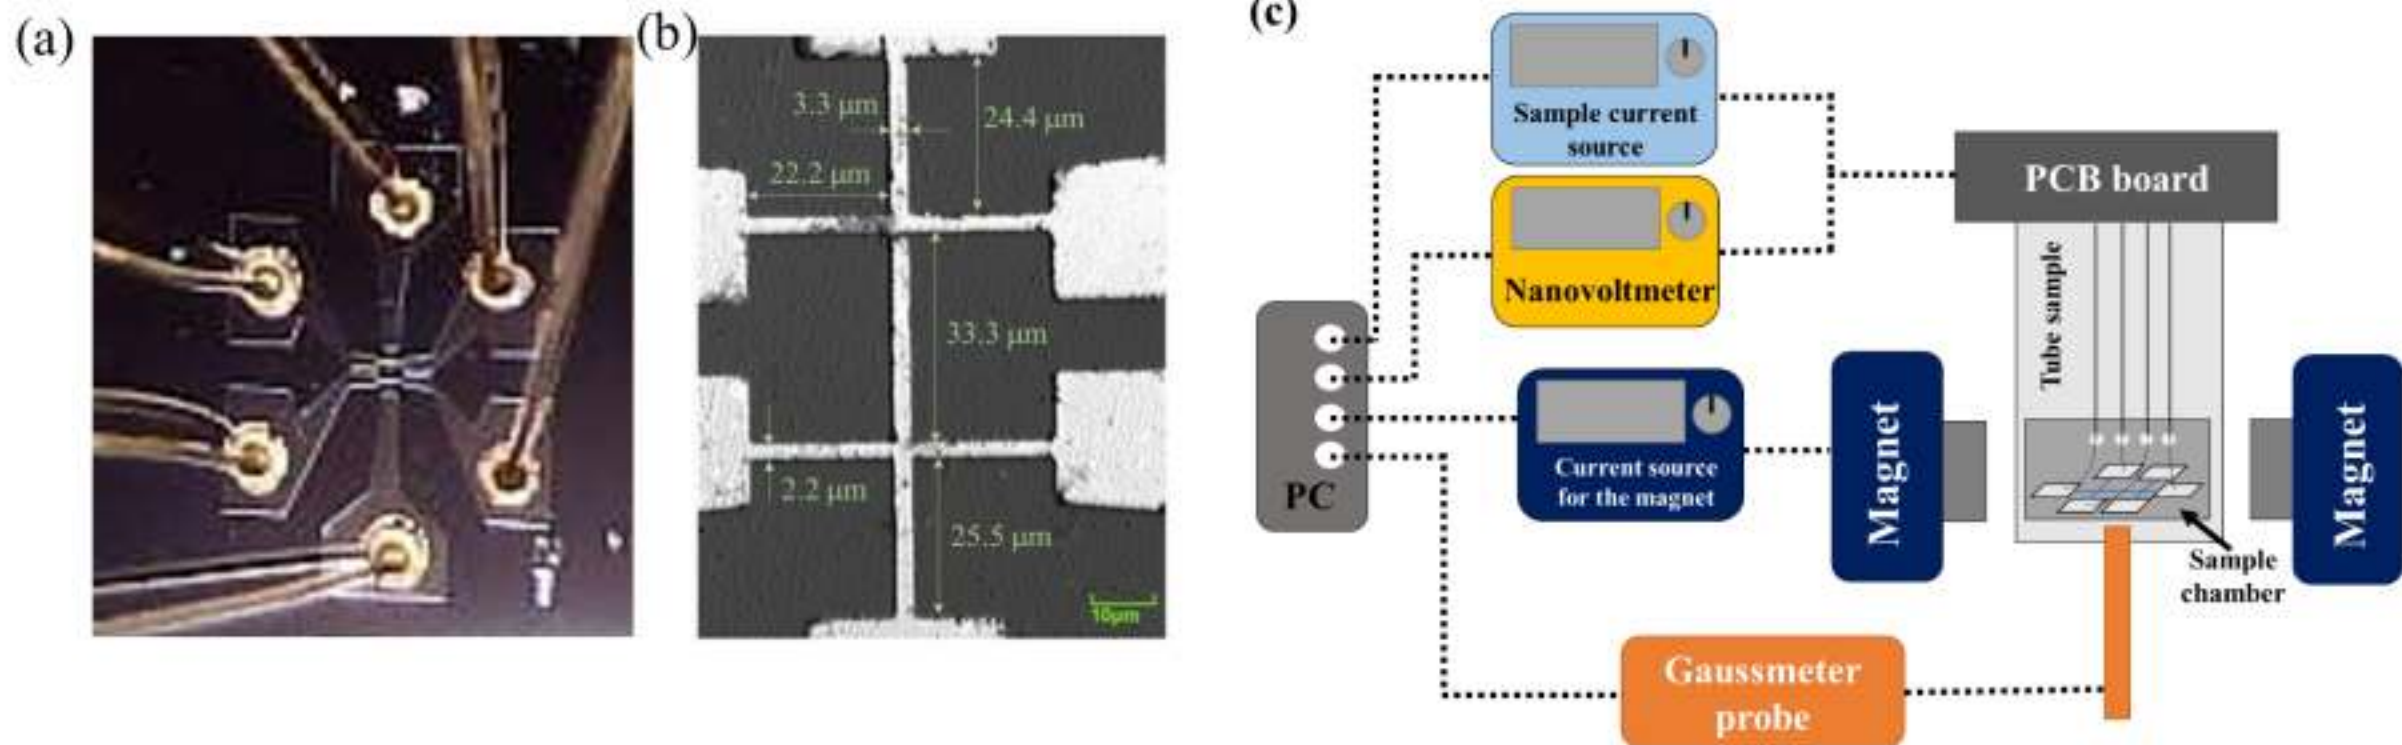 (a)
(b)
3.3 μm
24.4 μm
22.2 μm
33.3 μm
2.2 μm
25.5 μm
10μm
(c)
Sample current
source
Nanovoltmeter
PC
Current source
for the magnet
Magnet
PCB board
Tube sample
Magnet
Sample
chamber
Gaussmeter
probe